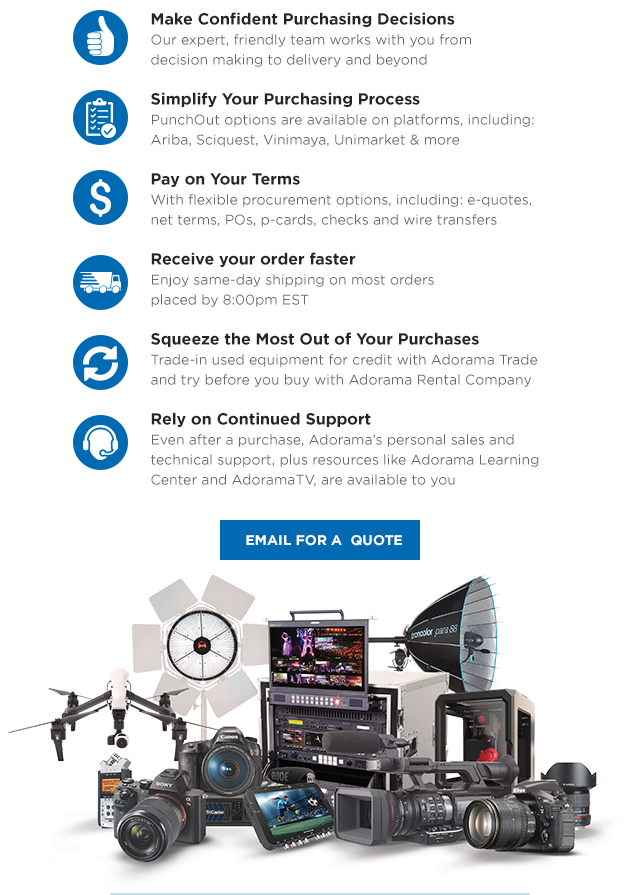 Make Confident Purchasing Decisions
Our expert, friendly team works with you from
decision making to delivery and beyond
Simplify Your Purchasing Process
PunchOut options are available on platforms, including:
Ariba, Sciquest, Vinimaya, Unimarket & more
Pay on Your Terms
With flexible procurement options, including: e-quotes,
net terms, POs, p-cards, checks and wire transfers
Receive your order faster
Enjoy same-day shipping on most orders
placed by 8:00pm EST
Squeeze the Most Out of Your Purchases
Trade-in used equipment for credit with Adorama Trade
and try before you buy with Adorama Rental Company
Rely on Continued Support
Even after a purchase, Adorama's personal sales and
technical support, plus resources like Adorama Learning
Center and AdoramaTV, are available to you
EMAIL FOR A QUOTE
broncolor para 88
Canon
SONY
RODE
Nikon